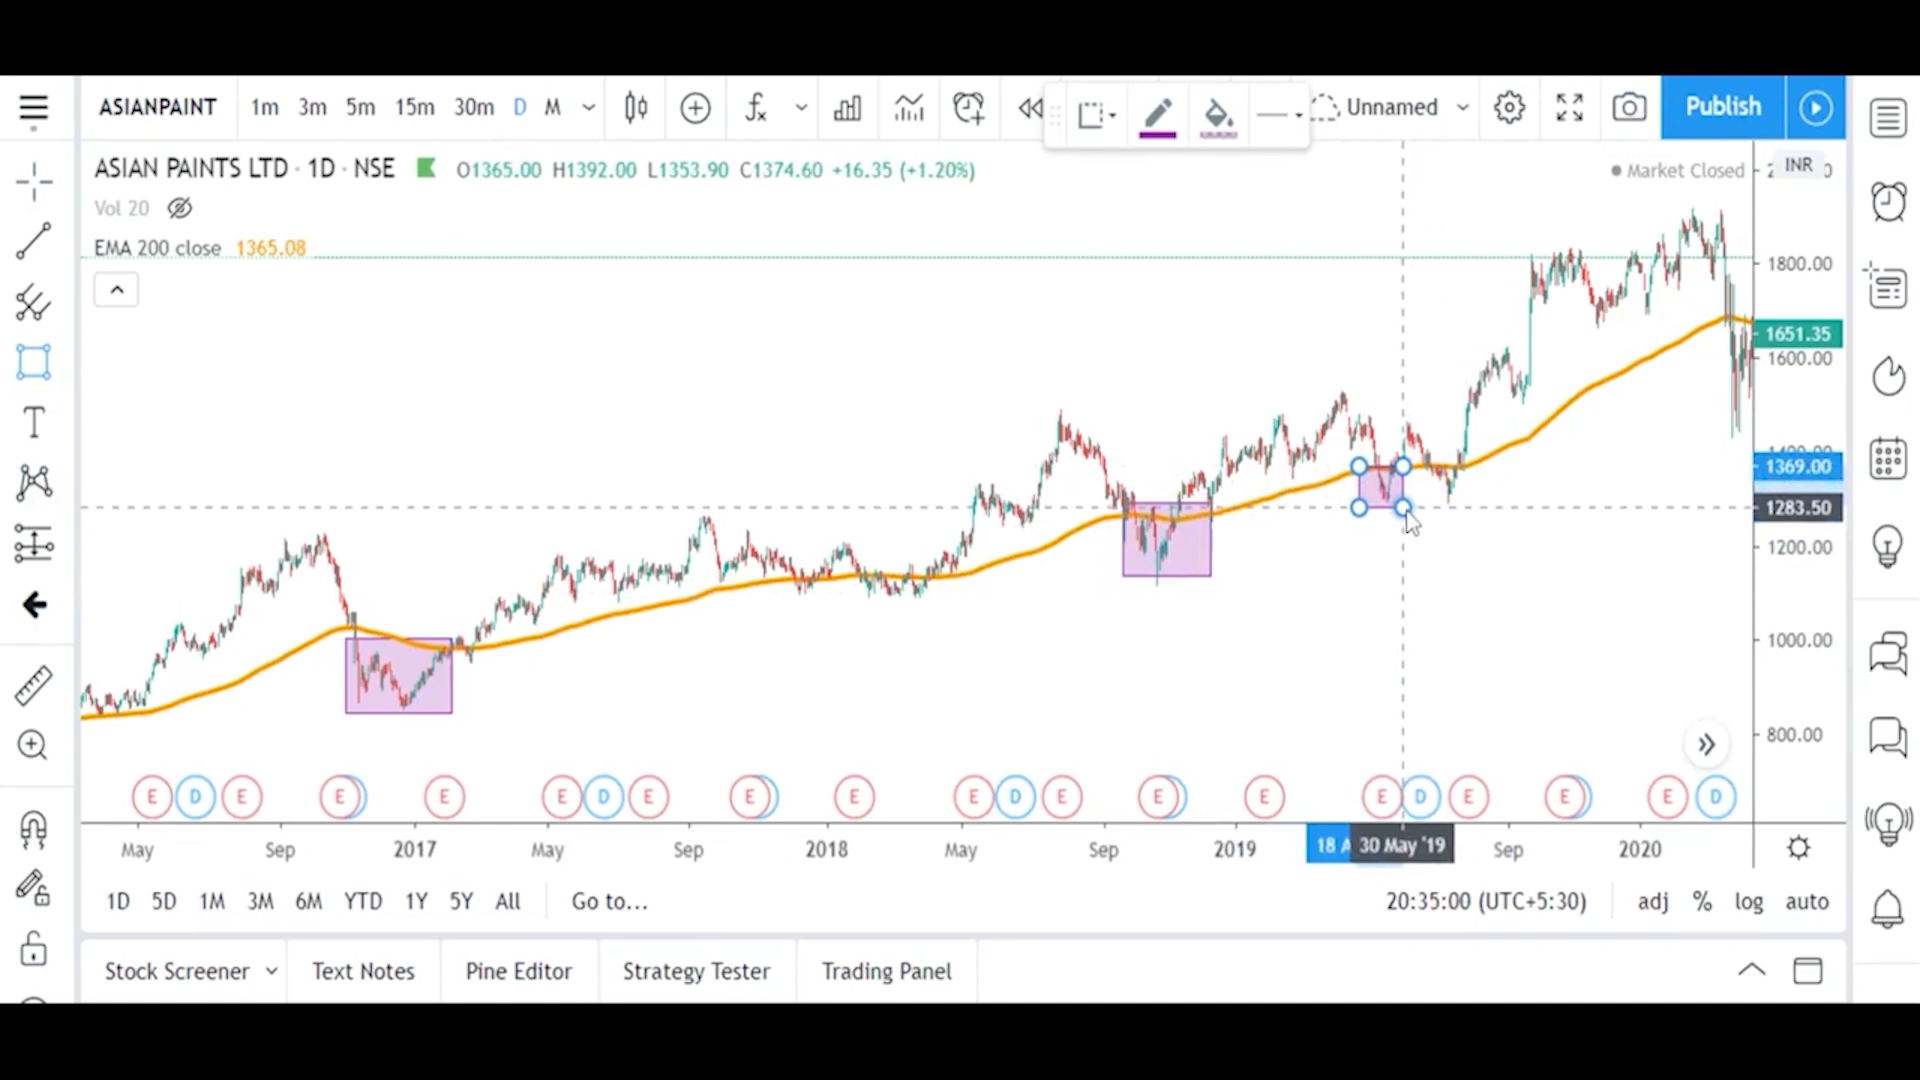 ASIANPAINT 1m 3m 5m 15m 30m D M Unnamed Publish
ASIAN PAINTS LTD · 1D · NSE O1365.00 H1392.00 L1353.90 C1374.60 +16.35 (+1.20%) Market Closed INR
Vol 20
EMA 200 close 1365.08
1800.00
1651.35
1600.00
1369.00
1283.50
1200.00
1000.00
800.00
E D E E E E D E E E E D E E E E D E E E D
May Sep 2017 May Sep 2018 May Sep 2019 18 A 30 May '19 Sep 2020
1D 5D 1M 3M 6M YTD 1Y 5Y All Go to... 20:35:00 (UTC+5:30) adj % log auto
Stock Screener Text Notes Pine Editor Strategy Tester Trading Panel